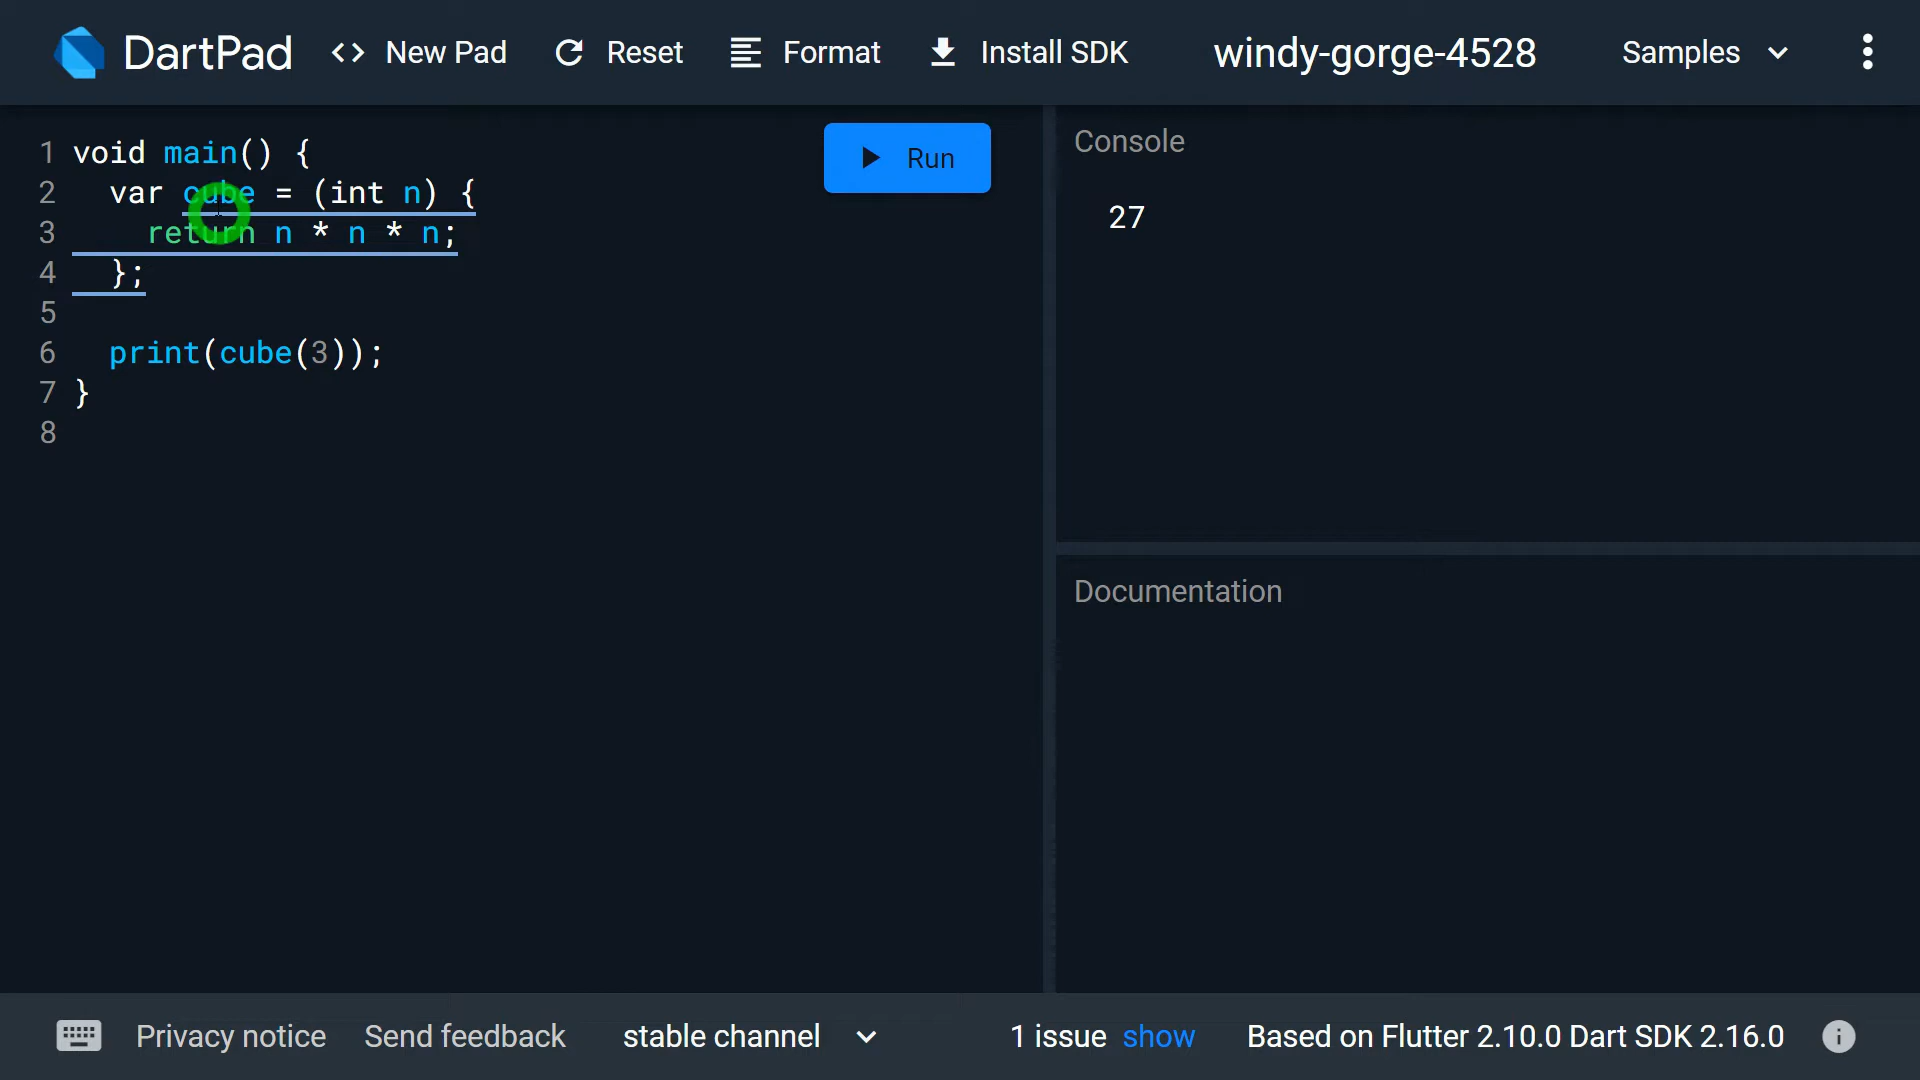 DartPad <> New Pad Reset Format Install SDK windy-gorge-4528 Samples
1 void main() {
2   var cube = (int n) {
3     return n * n * n;
4   };
5
6   print(cube(3));
7 }
8
Run
Console
27
Documentation
Privacy notice Send feedback stable channel 1 issue show Based on Flutter 2.10.0 Dart SDK 2.16.0